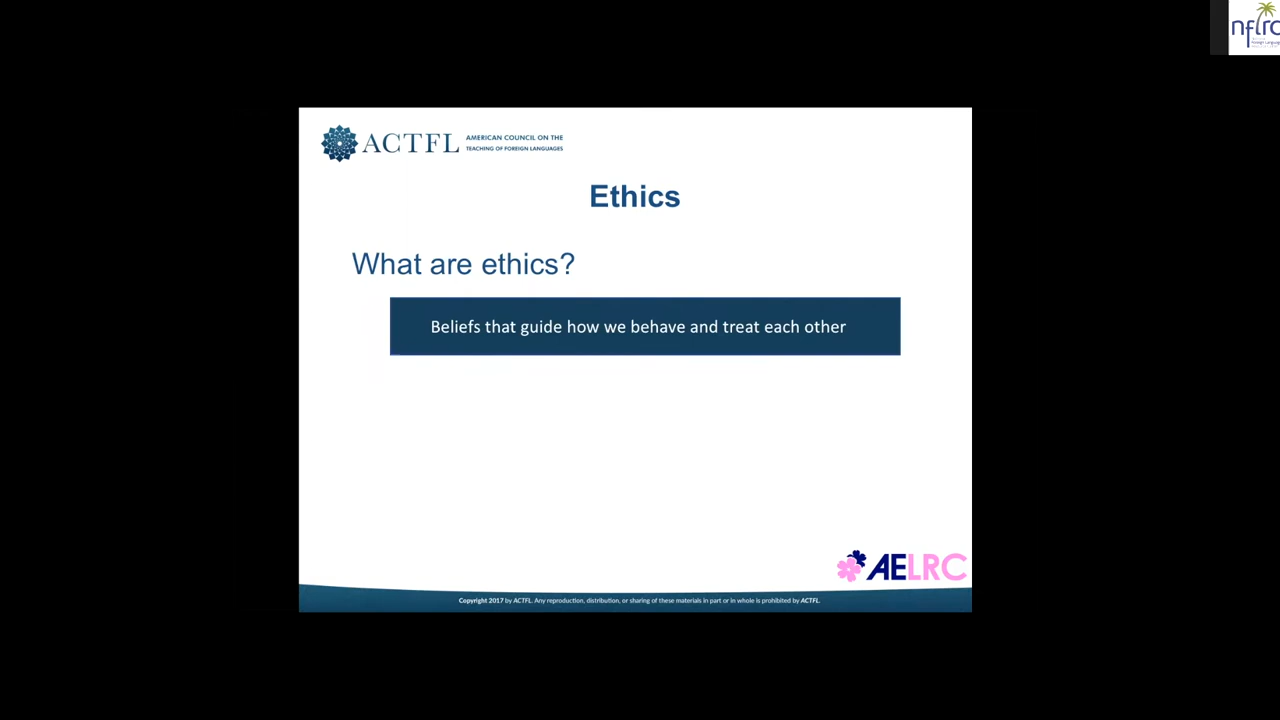 nflrc
ACTFL AMERICAN COUNCIL ON THE
TEACHING OF FOREIGN LANGUAGES
Ethics
What are ethics?
Beliefs that guide how we behave and treat each other
AELRC
Copyright 2017 by ACTFL. Any reproduction, distribution, or sharing of these materials in part or in whole is prohibited by ACTFL.